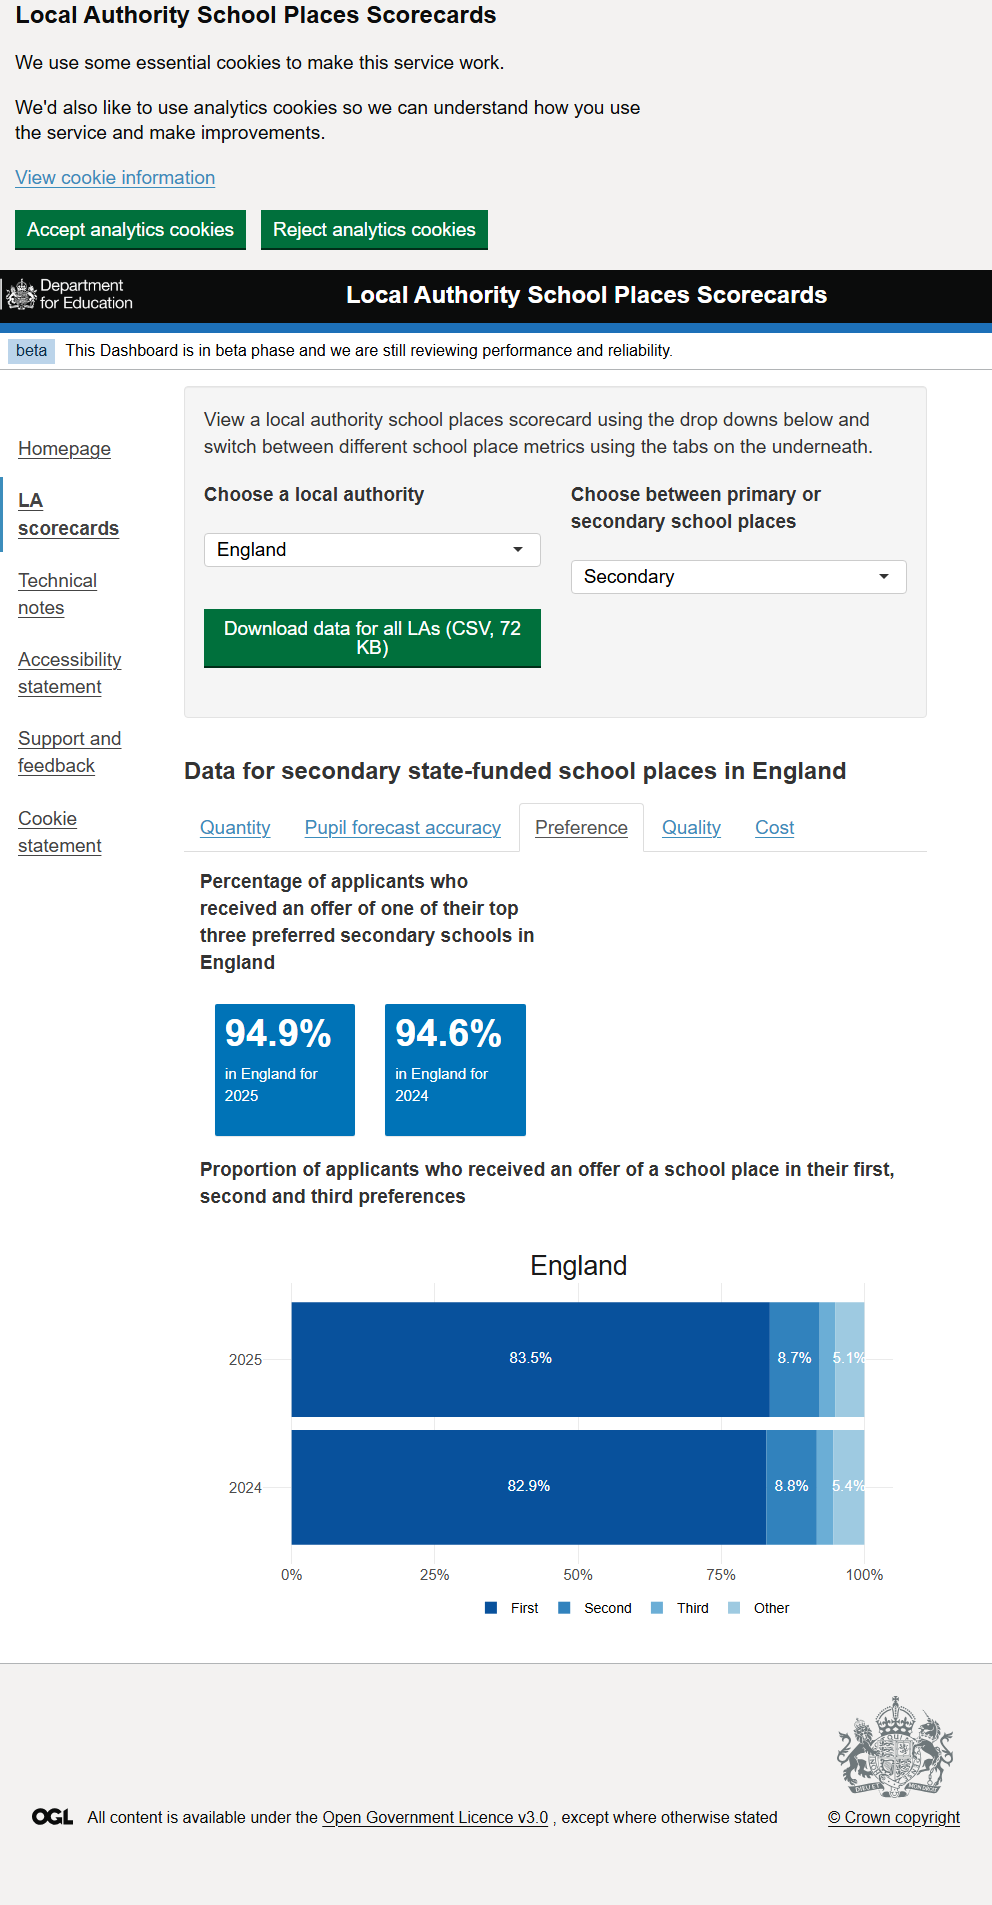 Local Authority School Places Scorecards
We use some essential cookies to make this service work.
We'd also like to use analytics cookies so we can understand how you use
the service and make improvements.
View cookie information
Accept analytics cookies
Reject analytics cookies
Department
for Education
Local Authority School Places Scorecards
beta
This Dashboard is in beta phase and we are still reviewing performance and reliability.
Homepage
LA
scorecards
Technical
notes
Accessibility
statement
Support and
feedback
Cookie
statement
View a local authority school places scorecard using the drop downs below and
switch between different school place metrics using the tabs on the underneath.
Choose a local authority
England
Download data for all LAs (CSV, 72
KB)
Choose between primary or
secondary school places
Secondary
Data for secondary state-funded school places in England
Quantity
Pupil forecast accuracy
Preference
Quality
Cost
Percentage of applicants who
received an offer of one of their top
three preferred secondary schools in
England
94.9%
in England for
2025
94.6%
in England for
2024
Proportion of applicants who received an offer of a school place in their first,
second and third preferences
England
2025
83.5%
8.7%
5.1%
2024
82.9%
8.8%
5.4%
0%
25%
50%
75%
100%
First
Second
Third
Other
OGL
All content is available under the Open Government Licence v3.0 , except where otherwise stated
DIEU ET MON DROIT
© Crown copyright